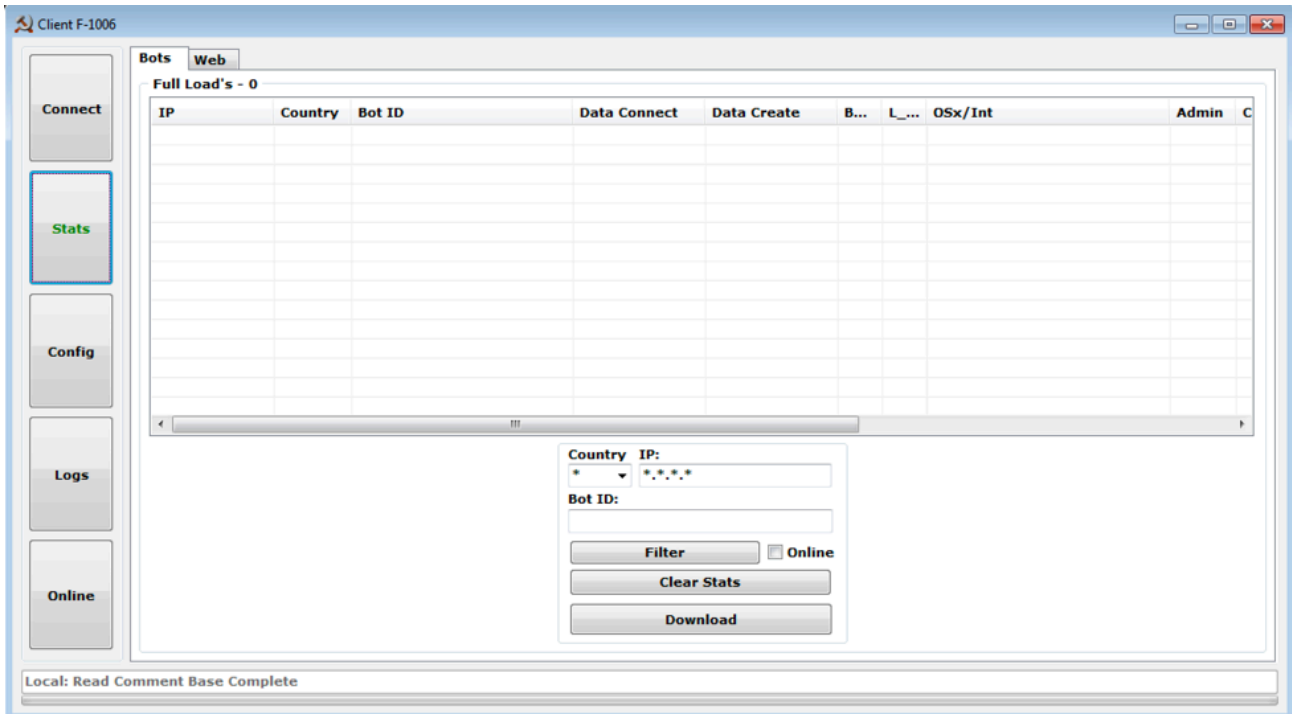 Client F-1006
Connect
Stats
Config
Logs
Online
Bots Web
Full Load's - 0
IP Country Bot ID Data Connect Data Create B... L_... OSx/Int Admin C
Country IP:
* *.*.*.*
Bot ID:
Filter Online
Clear Stats
Download
Local: Read Comment Base Complete